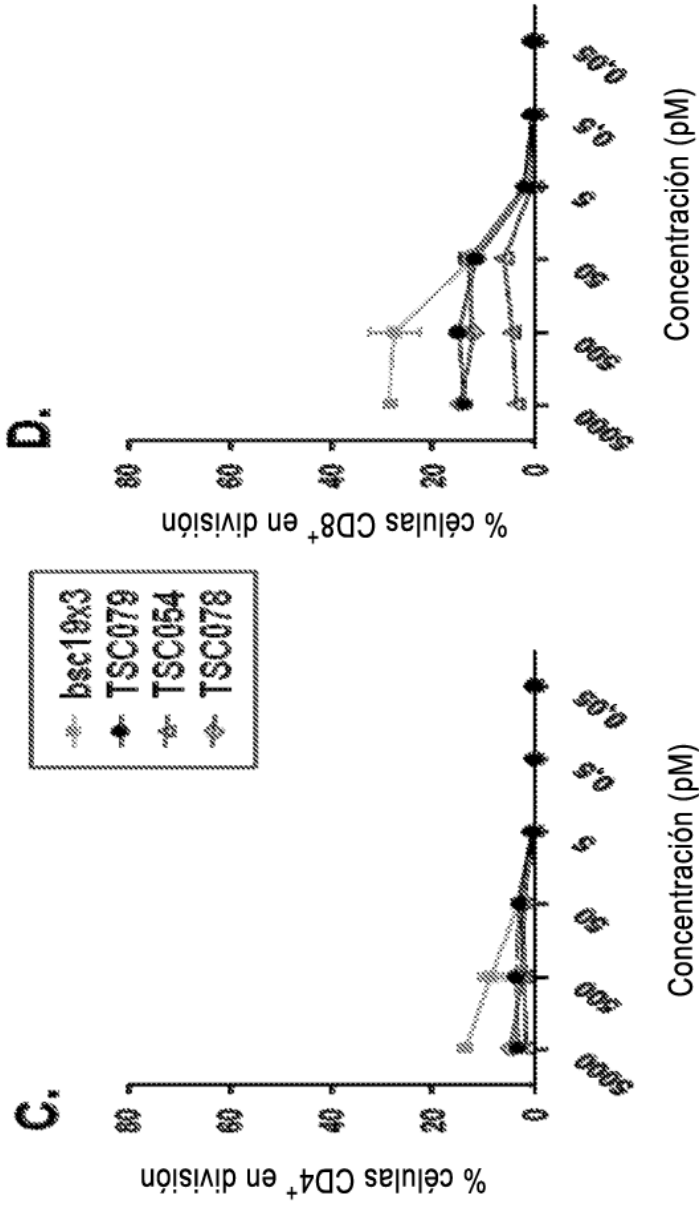 C.
% células CD4+ en división
80
60
40
20
0
5000
500
50
5
0,5
0,05
Concentración (pM)
bsc19x3
TSC079
TSC054
TSC078
D.
% células CD8+ en división
80
60
40
20
0
5000
500
50
5
0,5
0,05
Concentración (pM)